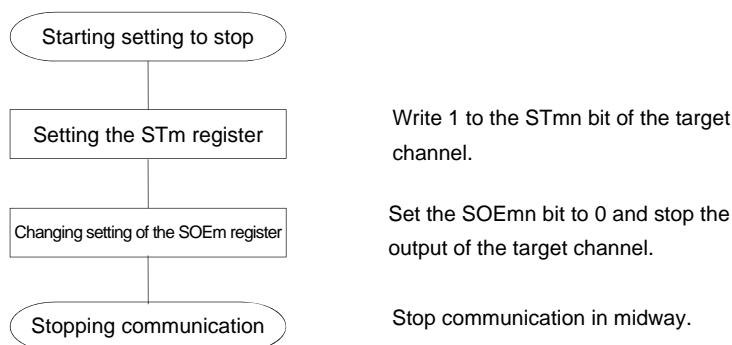 Starting setting to stop
Setting the STm register
Write 1 to the STmn bit of the target
channel.
Changing setting of the SOEm register
Set the SOEmn bit to 0 and stop the
output of the target channel.
Stopping communication
Stop communication in midway.